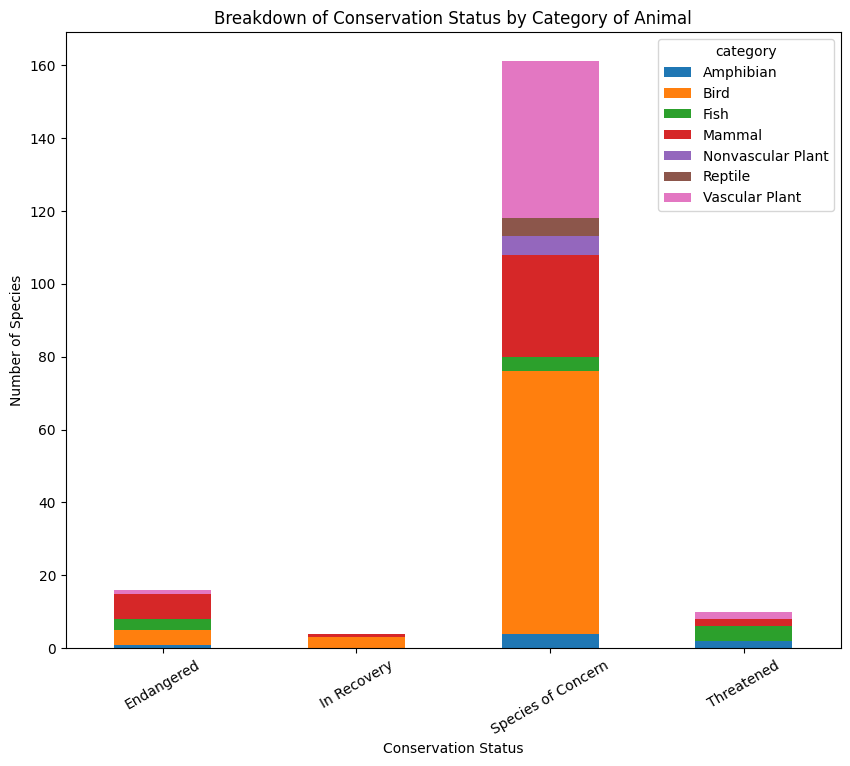 Breakdown of Conservation Status by Category of Animal
category
Amphibian
Bird
Fish
Mammal
Nonvascular Plant
Reptile
Vascular Plant
Number of Species
160
140
120
100
80
60
40
20
0
Endangered
In Recovery
Species of Concern
Threatened
Conservation Status